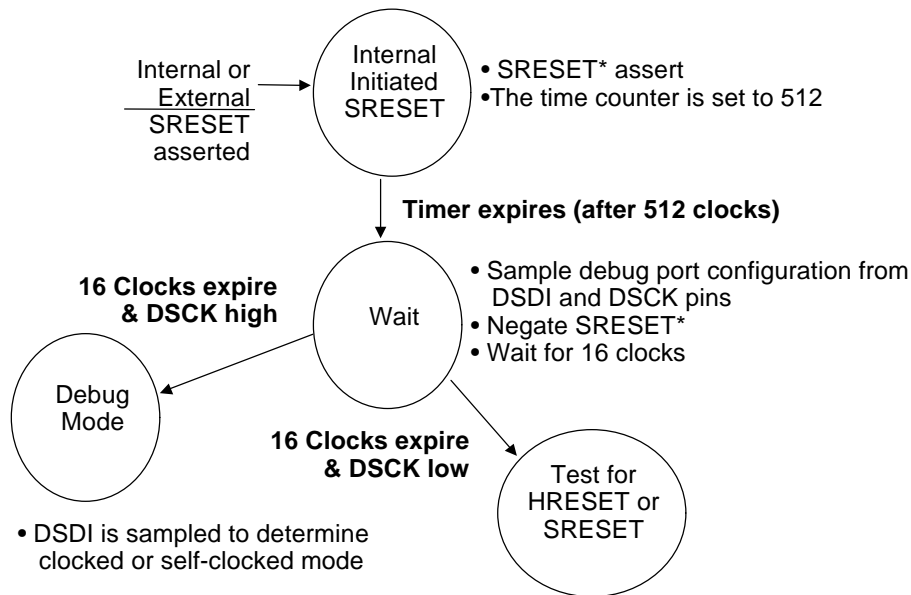 Internal or
External
SRESET
asserted
Internal
Initiated
SRESET
• SRESET* assert
•The time counter is set to 512
Timer expires (after 512 clocks)
16 Clocks expire
& DSCK high
Wait
• Sample debug port configuration from
DSDI and DSCK pins
• Negate SRESET*
• Wait for 16 clocks
Debug
Mode
16 Clocks expire
& DSCK low
Test for
HRESET or
SRESET
• DSDI is sampled to determine
clocked or self-clocked mode